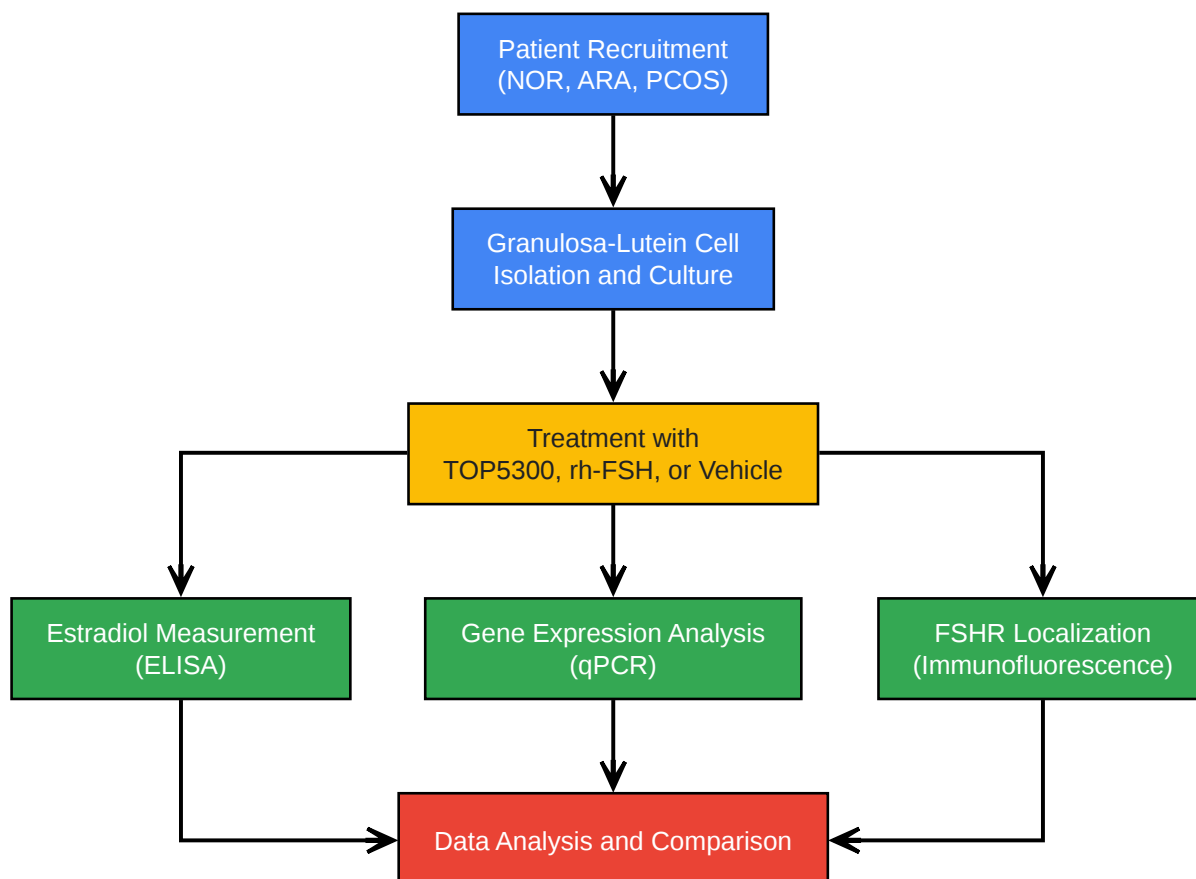 Patient Recruitment
(NOR, ARA, PCOS)
Granulosa-Lutein Cell
Isolation and Culture
Treatment with
TOP5300, rh-FSH, or Vehicle
Estradiol Measurement
(ELISA)
Gene Expression Analysis
(qPCR)
FSHR Localization
(Immunofluorescence)
Data Analysis and Comparison